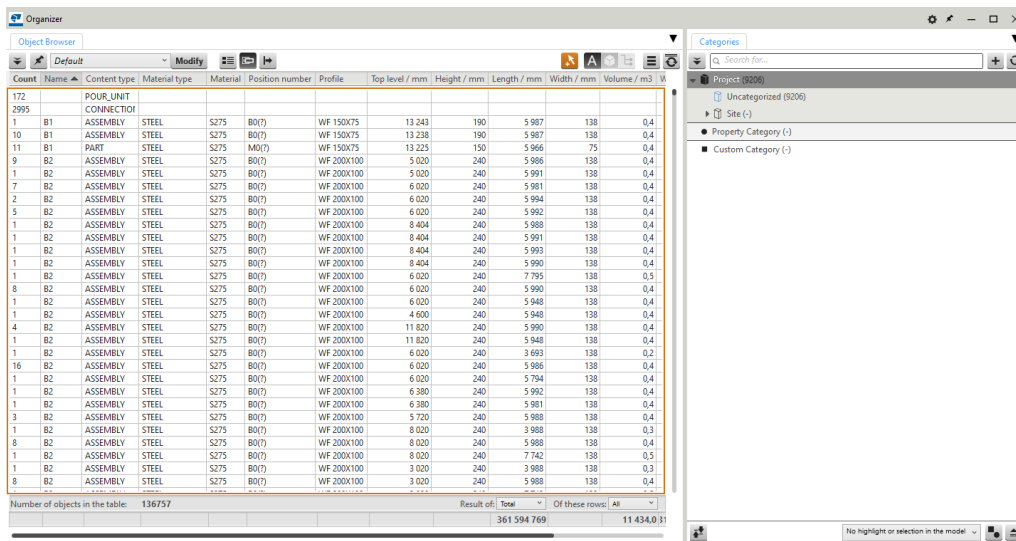 Organizer
Object Browser
Default Modify
Count Name Content type Material type Material Position number Profile Top level / mm Height / mm Length / mm Width / mm Volume / m3 W
172 POUR_UNIT
2995 CONNECTION
1 B1 ASSEMBLY STEEL S275 B0(?) WF 150X75 13 243 190 5 987 138 0,4
10 B1 ASSEMBLY STEEL S275 B0(?) WF 150X75 13 238 190 5 987 138 0,4
11 B1 PART STEEL S275 M0(?) WF 150X75 13 225 150 5 966 75 0,4
9 B2 ASSEMBLY STEEL S275 B0(?) WF 200X100 5 020 240 5 986 138 0,4
1 B2 ASSEMBLY STEEL S275 B0(?) WF 200X100 5 020 240 5 991 138 0,4
7 B2 ASSEMBLY STEEL S275 B0(?) WF 200X100 6 020 240 5 981 138 0,4
2 B2 ASSEMBLY STEEL S275 B0(?) WF 200X100 6 020 240 5 994 138 0,4
5 B2 ASSEMBLY STEEL S275 B0(?) WF 200X100 6 020 240 5 992 138 0,4
1 B2 ASSEMBLY STEEL S275 B0(?) WF 200X100 8 404 240 5 988 138 0,4
1 B2 ASSEMBLY STEEL S275 B0(?) WF 200X100 8 404 240 5 991 138 0,4
1 B2 ASSEMBLY STEEL S275 B0(?) WF 200X100 8 404 240 5 993 138 0,4
1 B2 ASSEMBLY STEEL S275 B0(?) WF 200X100 8 404 240 5 990 138 0,4
1 B2 ASSEMBLY STEEL S275 B0(?) WF 200X100 6 020 240 7 795 138 0,5
8 B2 ASSEMBLY STEEL S275 B0(?) WF 200X100 6 020 240 5 990 138 0,4
1 B2 ASSEMBLY STEEL S275 B0(?) WF 200X100 6 020 240 5 948 138 0,4
1 B2 ASSEMBLY STEEL S275 B0(?) WF 200X100 4 600 240 5 948 138 0,4
4 B2 ASSEMBLY STEEL S275 B0(?) WF 200X100 11 820 240 5 990 138 0,4
1 B2 ASSEMBLY STEEL S275 B0(?) WF 200X100 11 820 240 5 948 138 0,4
1 B2 ASSEMBLY STEEL S275 B0(?) WF 200X100 6 020 240 3 693 138 0,2
16 B2 ASSEMBLY STEEL S275 B0(?) WF 200X100 6 020 240 5 986 138 0,4
1 B2 ASSEMBLY STEEL S275 B0(?) WF 200X100 6 020 240 5 794 138 0,4
1 B2 ASSEMBLY STEEL S275 B0(?) WF 200X100 6 380 240 5 992 138 0,4
1 B2 ASSEMBLY STEEL S275 B0(?) WF 200X100 6 380 240 5 981 138 0,4
3 B2 ASSEMBLY STEEL S275 B0(?) WF 200X100 5 720 240 5 988 138 0,4
1 B2 ASSEMBLY STEEL S275 B0(?) WF 200X100 8 020 240 3 988 138 0,3
8 B2 ASSEMBLY STEEL S275 B0(?) WF 200X100 8 020 240 5 988 138 0,4
1 B2 ASSEMBLY STEEL S275 B0(?) WF 200X100 8 020 240 7 742 138 0,5
1 B2 ASSEMBLY STEEL S275 B0(?) WF 200X100 3 020 240 3 988 138 0,3
8 B2 ASSEMBLY STEEL S275 B0(?) WF 200X100 3 020 240 5 988 138 0,4
Number of objects in the table: 136757 Result of: Total Of these rows: All
361 594 769 11 434,0
Categories
Search for...
Project (9206)
Uncategorized (9206)
Site (-)
Property Category (-)
Custom Category (-)
No highlight or selection in the model